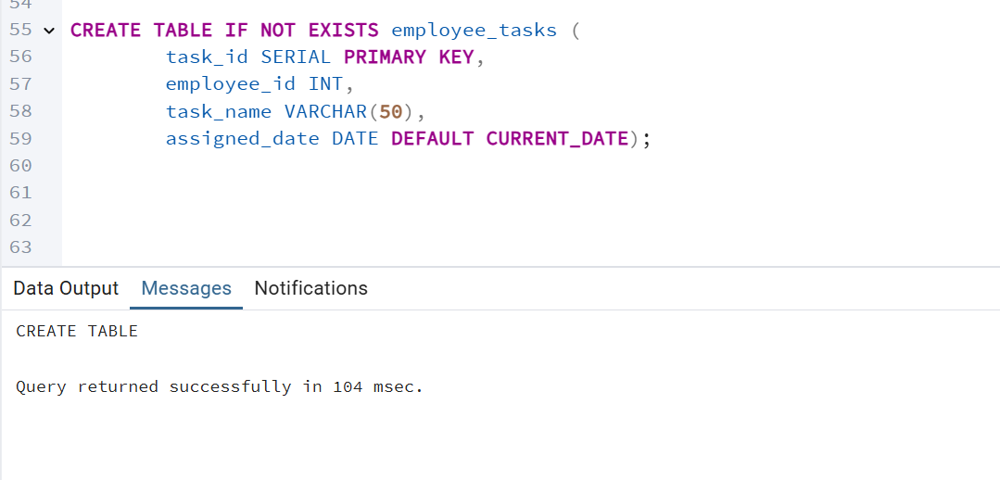 54
55 CREATE TABLE IF NOT EXISTS employee_tasks (
56 task_id SERIAL PRIMARY KEY,
57 employee_id INT,
58 task_name VARCHAR(50),
59 assigned_date DATE DEFAULT CURRENT_DATE);
60
61
62
63
Data Output Messages Notifications
CREATE TABLE
Query returned successfully in 104 msec.